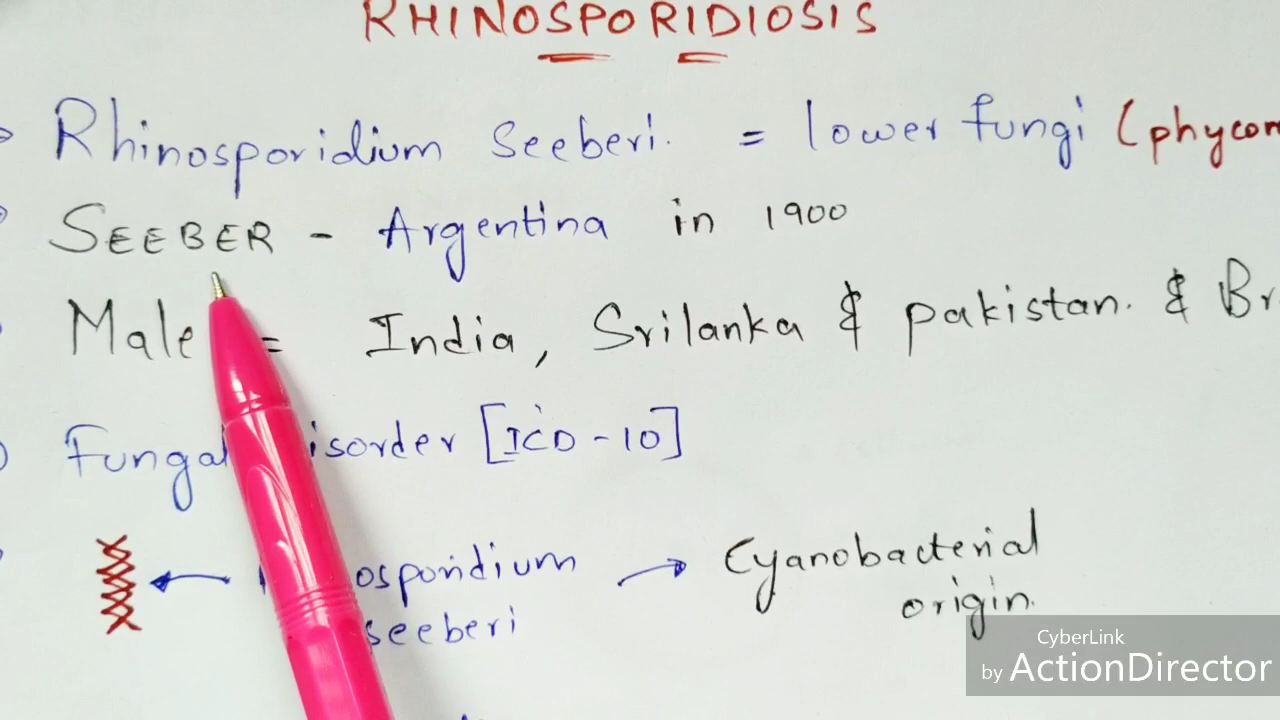 RHINOSPORIDIOSIS
Rhinosporidium seeberi. = lower fungi (phycom
SEEBER - Argentina in 1900
Male = India, Srilanka & pakistan. & Br
Fungal isorder [ICD-10]
osporidium → Cyanobacterial
seeberi origin.
CyberLink
by ActionDirector